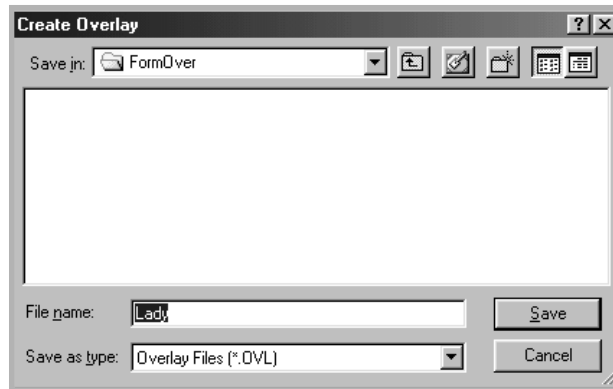 Create Overlay
Save in: FormOver
File name: Lady
Save
Save as type: Overlay Files (*.OVL)
Cancel